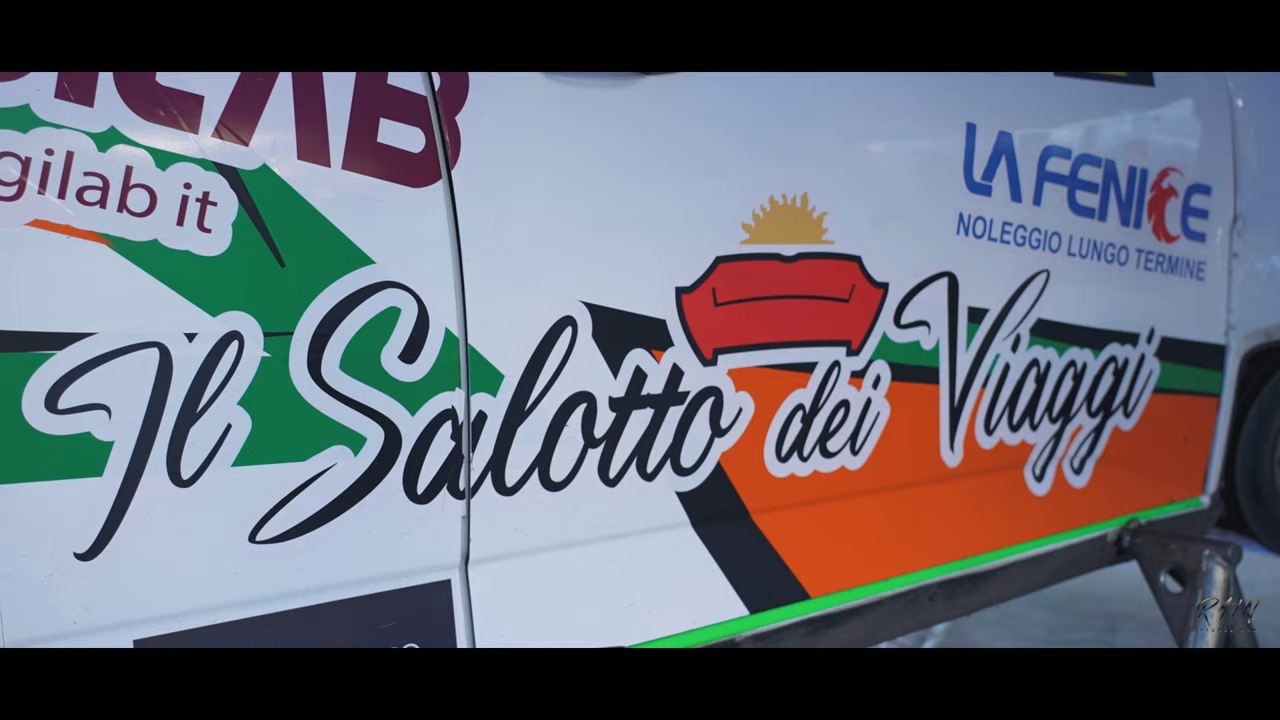 gilab it
LA FENICE
NOLEGGIO LUNGO TERMINE
Il Salotto dei Viaggi